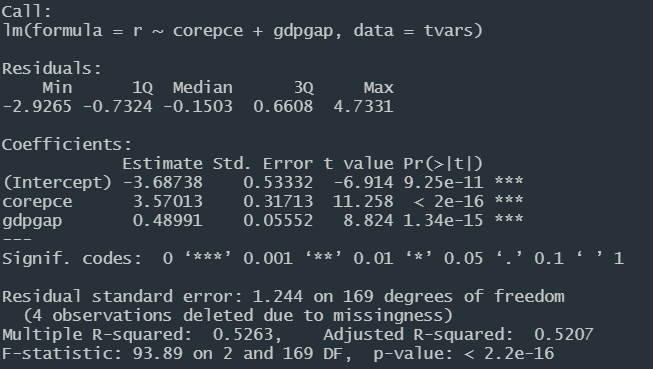 Call:
lm(formula = r ~ corepce + gdpgap, data = tvars)
Residuals:
    Min      1Q  Median      3Q     Max
-2.9265 -0.7324 -0.1503  0.6608  4.7331
Coefficients:
            Estimate Std. Error t value Pr(>|t|)
(Intercept) -3.68738    0.53332  -6.914 9.25e-11 ***
corepce      3.57013    0.31713  11.258  < 2e-16 ***
gdpgap       0.48991    0.05552   8.824 1.34e-15 ***
---
Signif. codes:  0 ‘***’ 0.001 ‘**’ 0.01 ‘*’ 0.05 ‘.’ 0.1 ‘ ’ 1
Residual standard error: 1.244 on 169 degrees of freedom
  (4 observations deleted due to missingness)
Multiple R-squared:  0.5263,    Adjusted R-squared:  0.5207
F-statistic: 93.89 on 2 and 169 DF,  p-value: < 2.2e-16